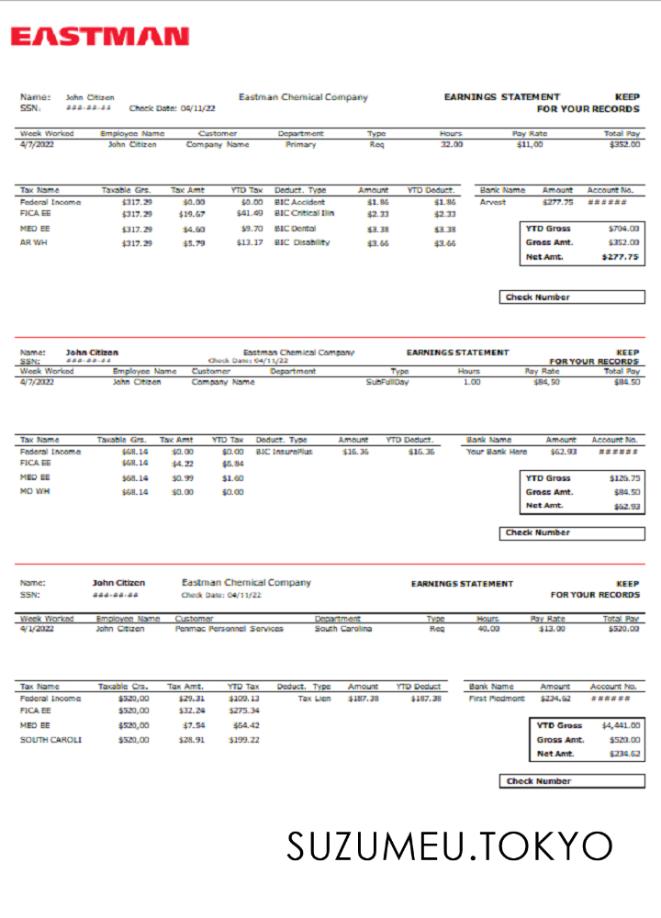 EASTMAN
Name: John Citizen Eastman Chemical Company EARNINGS STATEMENT KEEP
SSN: ###-##-## Check Date: 04/11/22 FOR YOUR RECORDS
Week Worked Employee Name Customer Department Type Hours Pay Rate Total Pay
4/7/2022 John Citizen Company Name Primary Req 32.00 $11,00 $352.00
Tax Name Taxable Grs. Tax Amt YTD Tax Deduct. Type Amount YTD Deduct. Bank Name Amount Account No.
Federal Income $317.29 $0.00 $0.00 BIC Accident $1.86 $1.86 Arvest $277.75 ######
FICA EE $317.29 $19.67 $41.49 BIC Critical Illn $2.33 $2.33
MED EE $317.29 $4.60 $9.70 BIC Dental $3.38 $3.38 YTD Gross $704.00
AR WH $317.29 $5.79 $13.17 BIC Disability $3.66 $3.66 Gross Amt. $352.00
Net Amt. $277.75
Check Number
Name: John Citizen Eastman Chemical Company EARNINGS STATEMENT KEEP
SSN: ###-##-## Check Date: 04/11/22 FOR YOUR RECORDS
Week Worked Employee Name Customer Department Type Hours Pay Rate Total Pay
4/7/2022 John Citizen Company Name SubFullDay 1.00 $84,50 $84.50
Tax Name Taxable Grs. Tax Amt YTD Tax Deduct. Type Amount YTD Deduct. Bank Name Amount Account No.
Federal Income $68.14 $0.00 $0.00 BIC InsurePlus $16.36 $16.36 Your Bank Here $62.93 ######
FICA EE $68.14 $4.22 $6.84
MED EE $68.14 $0.99 $1.60 YTD Gross $126.75
MO WH $68.14 $0.00 $0.00 Gross Amt. $84.50
Net Amt. $62.93
Check Number
Name: John Citizen Eastman Chemical Company EARNINGS STATEMENT KEEP
SSN: ###-##-## Check Date: 04/11/22 FOR YOUR RECORDS
Week Worked Employee Name Customer Department Type Hours Pay Rate Total Pay
4/1/2022 John Citizen Penmac Personnel Services South Carolina Req 40.00 $13.00 $520.00
Tax Name Taxable Grs. Tax Amt. YTD Tax Deduct. Type Amount YTD Deduct Bank Name Amount Account No.
Federal Income $520,00 $29.31 $109.13 Tax Lien $187.38 $187.38 First Piedmont $234.62 ######
FICA EE $520,00 $32.24 $275.34
MED EE $520,00 $7.54 $64.42 YTD Gross $4,441.00
SOUTH CAROLI $520,00 $28.91 $199.22 Gross Amt. $520.00
Net Amt. $234.62
Check Number
SUZUMEU.TOKYO